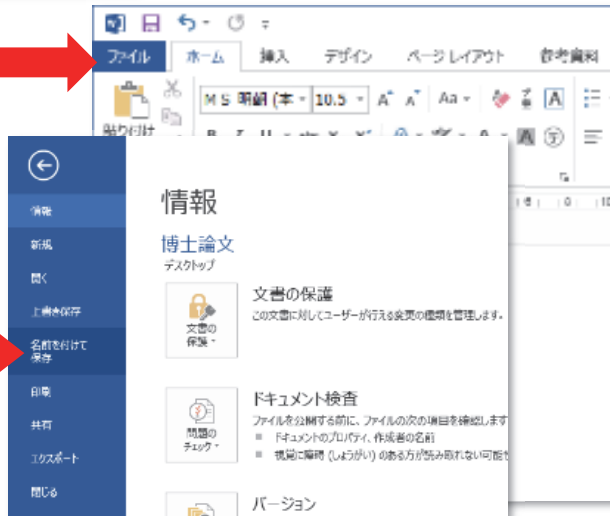 ファイル ホーム 挿入 デザイン ページ レイアウト 参考資料
MS 明朝 (本 10.5 A A Aa A
貼り付け
情報
新規
開く
上書き保存
名前を付けて
保存
印刷
共有
エクスポート
閉じる
情報
博士論文
デスクトップ
文書の
保護
文書の保護
この文書に対してユーザーが行える変更の種類を管理します。
問題の
チェック
ドキュメント検査
ファイルを公開する前に、ファイルの次の項目を確認します
ドキュメントのプロパティ、作成者の名前
視覚に障碍 (しょうがい) のある方が読み取れない可能
バージョン